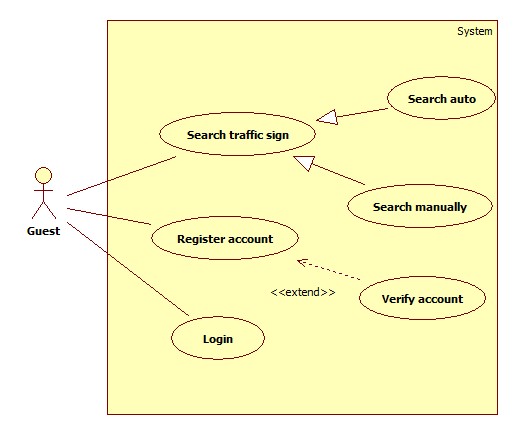 System
Search auto
Search traffic sign
Search manually
Guest
Register account
<<extend>>
Verify account
Login